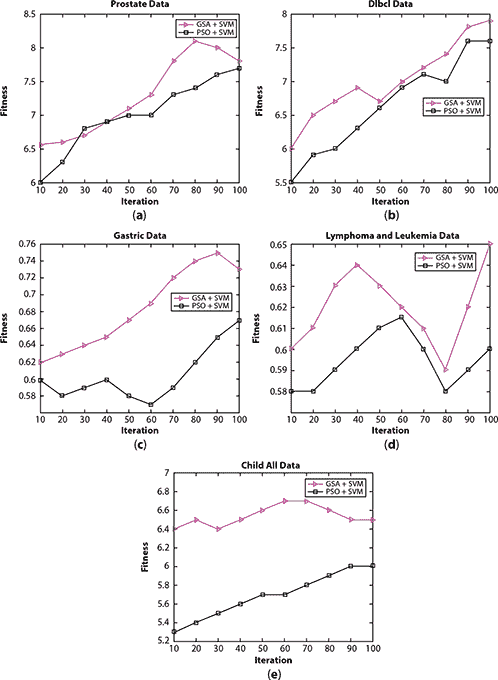 Prostate Data
Fitness
8.5
8
7.5
7
6.5
6
GSA + SVM
PSO + SVM
10 20 30 40 50 60 70 80 90 100
Iteration
(a)
Dlbcl Data
Fitness
8
7.5
7
6.5
6
5.5
GSA + SVM
PSO + SVM
10 20 30 40 50 60 70 80 90 100
Iteration
(b)
Gastric Data
Fitness
0.76
0.74
0.72
0.7
0.68
0.66
0.64
0.62
0.6
0.58
GSA + SVM
PSO + SVM
10 20 30 40 50 60 70 80 90 100
Iteration
(c)
Lymphoma and Leukemia Data
Fitness
0.65
0.64
0.63
0.62
0.61
0.6
0.59
0.58
0.57
GSA + SVM
PSO + SVM
10 20 30 40 50 60 70 80 90 100
Iteration
(d)
Child All Data
Fitness
7
6.8
6.6
6.4
6.2
6
5.8
5.6
5.4
5.2
GSA + SVM
PSO + SVM
10 20 30 40 50 60 70 80 90 100
Iteration
(e)